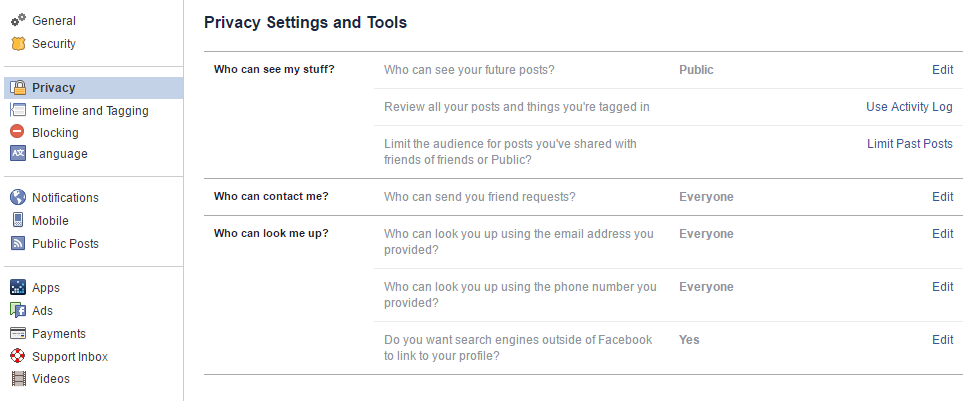 General
Security
Privacy
Timeline and Tagging
Blocking
Language
Notifications
Mobile
Public Posts
Apps
Ads
Payments
Support Inbox
Videos
Privacy Settings and Tools
Who can see my stuff?
Who can see your future posts?
Public
Edit
Review all your posts and things you're tagged in
Use Activity Log
Limit the audience for posts you've shared with
friends of friends or Public?
Limit Past Posts
Who can contact me?
Who can send you friend requests?
Everyone
Edit
Who can look me up?
Who can look you up using the email address you
provided?
Everyone
Edit
Who can look you up using the phone number you
provided?
Everyone
Edit
Do you want search engines outside of Facebook
to link to your profile?
Yes
Edit